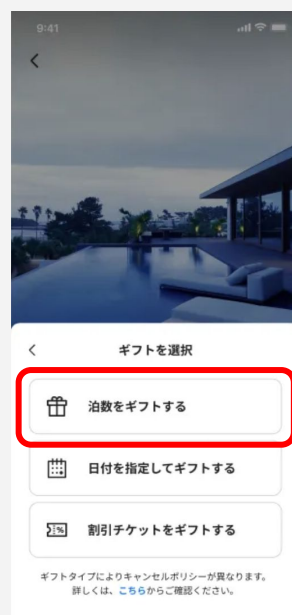 9:41
ギフトを選択
泊数をギフトする
日付を指定してギフトする
割引チケットをギフトする
ギフトタイプによりキャンセルポリシーが異なります。
詳しくは、こちらからご確認ください。